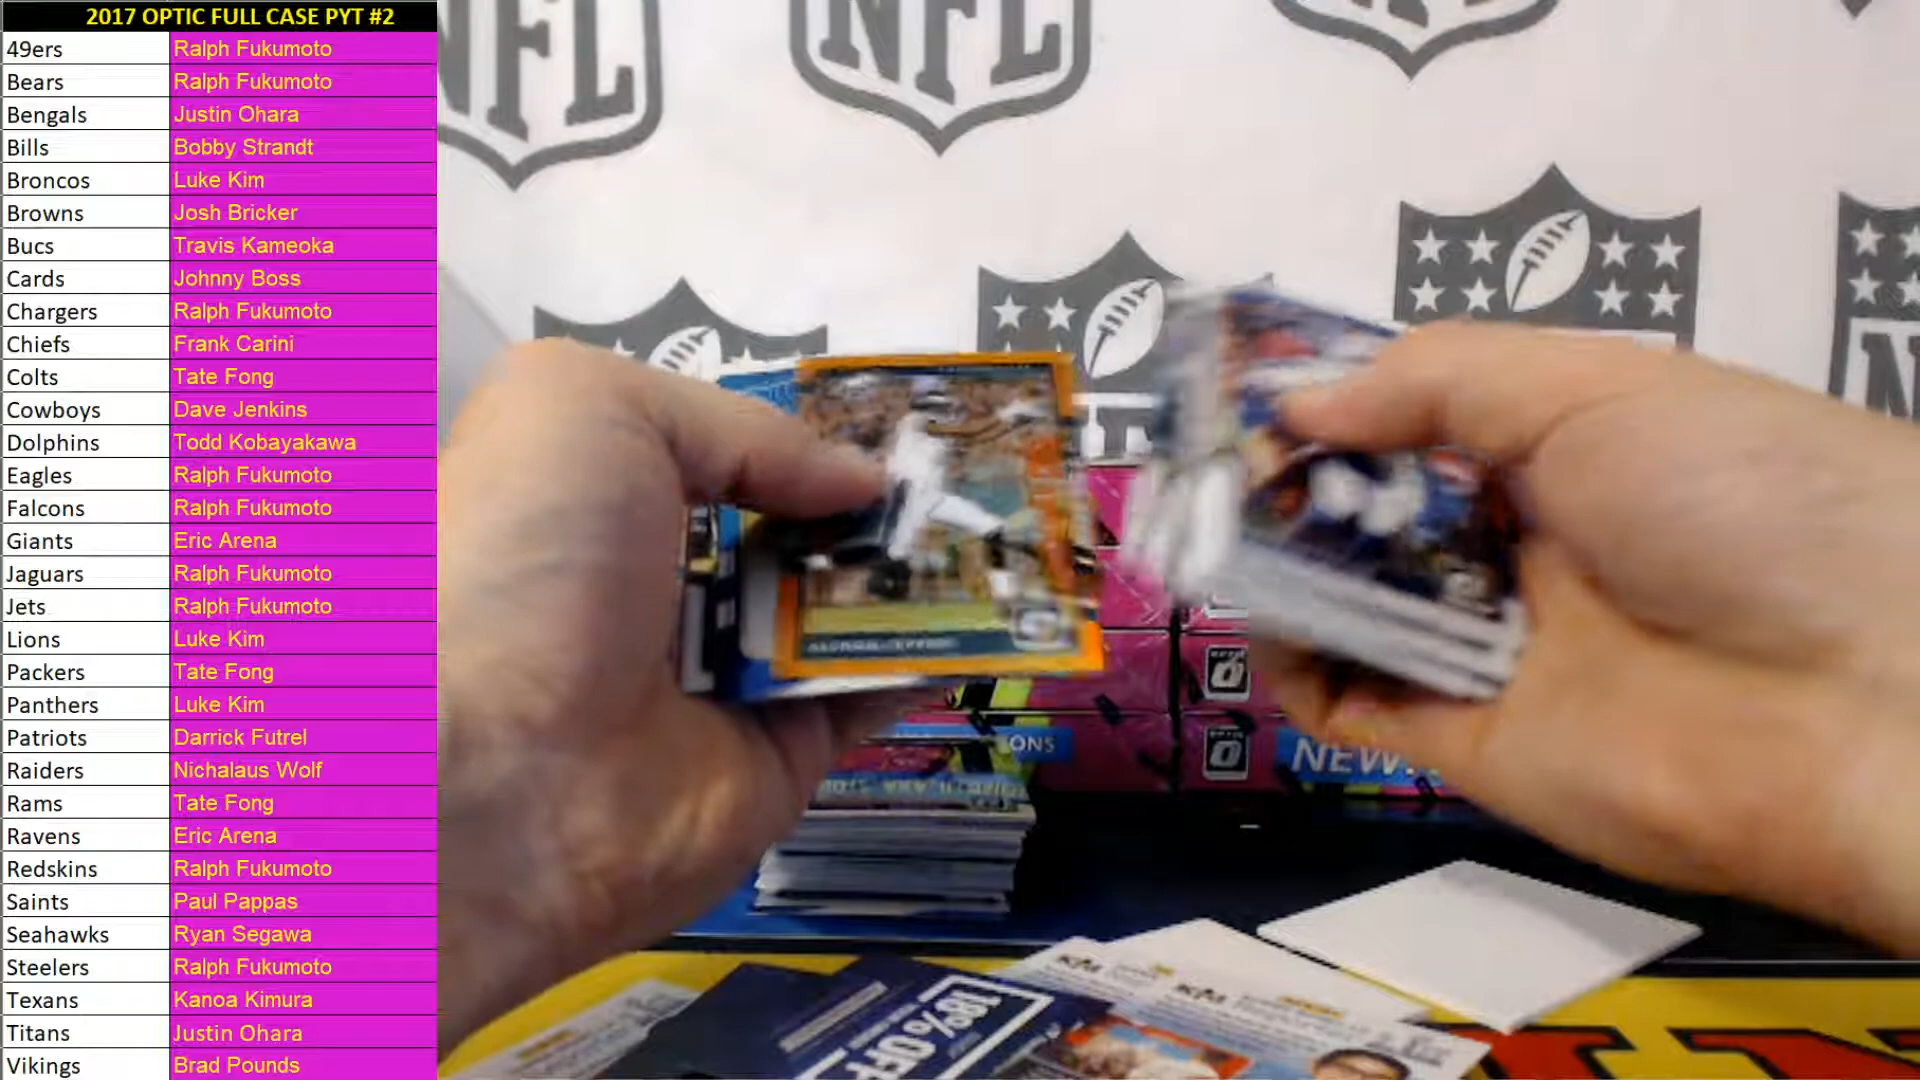 2017 OPTIC FULL CASE PYT #2
49ers Ralph Fukumoto
Bears Ralph Fukumoto
Bengals Justin Ohara
Bills Bobby Strandt
Broncos Luke Kim
Browns Josh Bricker
Bucs Travis Kameoka
Cards Johnny Boss
Chargers Ralph Fukumoto
Chiefs Frank Carini
Colts Tate Fong
Cowboys Dave Jenkins
Dolphins Todd Kobayakawa
Eagles Ralph Fukumoto
Falcons Ralph Fukumoto
Giants Eric Arena
Jaguars Ralph Fukumoto
Jets Ralph Fukumoto
Lions Luke Kim
Packers Tate Fong
Panthers Luke Kim
Patriots Darrick Futrel
Raiders Nichalaus Wolf
Rams Tate Fong
Ravens Eric Arena
Redskins Ralph Fukumoto
Saints Paul Pappas
Seahawks Ryan Segawa
Steelers Ralph Fukumoto
Texans Kanoa Kimura
Titans Justin Ohara
Vikings Brad Pounds
NFL
NFL
ONS
NEW
18% OFF